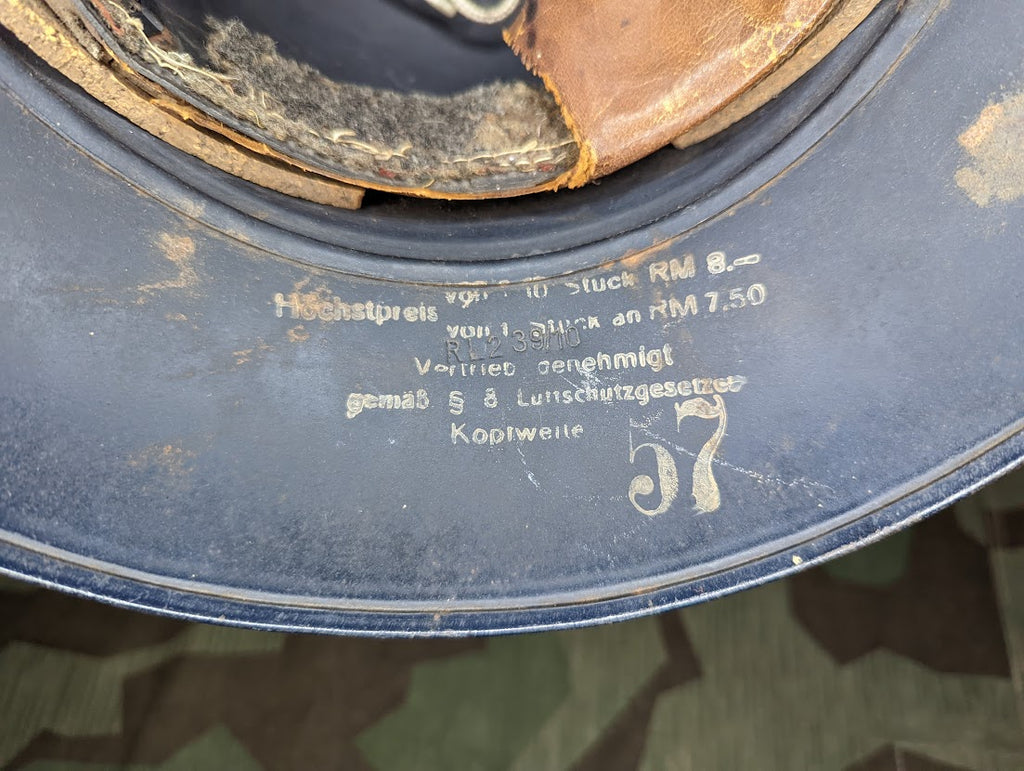 Höchstpreis von 1-10 Stück RM 8.–
von 1 Stück an RM 7.50
RL2 39/10
Vertrieb genehmigt
gemäß § 8 Luftschutzgesetzes
Kopfweite 57